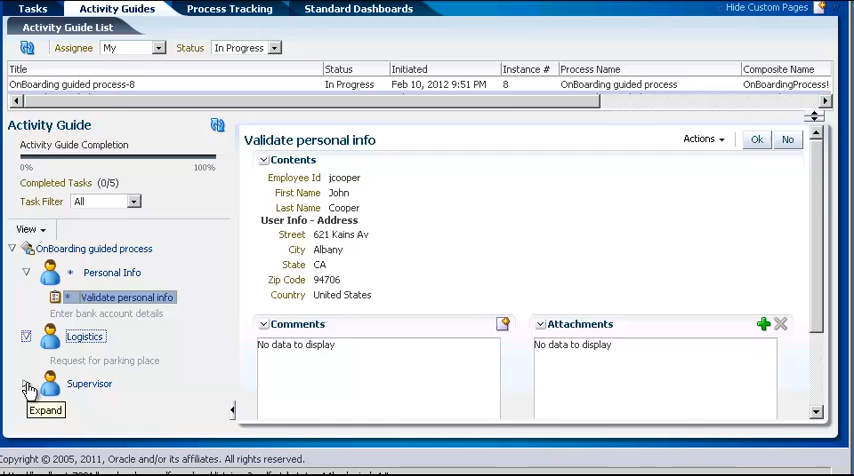 Tasks Activity Guides Process Tracking Standard Dashboards Hide Custom Pages
Activity Guide List
Assignee My Status In Progress
Title Status Initiated Instance # Process Name Composite Name
OnBoarding guided process-8 In Progress Feb 10, 2012 9:51 PM 8 OnBoarding guided process OnBoardingProcess!
Activity Guide
Activity Guide Completion
0% 100%
Completed Tasks (0/5)
Task Filter All
View
OnBoarding guided process
* Personal Info
* Validate personal info
Enter bank account details
Logistics
Request for parking place
Supervisor
Expand
Validate personal info Actions Ok No
Contents
Employee Id jcooper
First Name John
Last Name Cooper
User Info - Address
Street 621 Kains Av
City Albany
State CA
Zip Code 94706
Country United States
Comments Attachments
No data to display No data to display
Copyright © 2005, 2011, Oracle and/or its affiliates. All rights reserved.